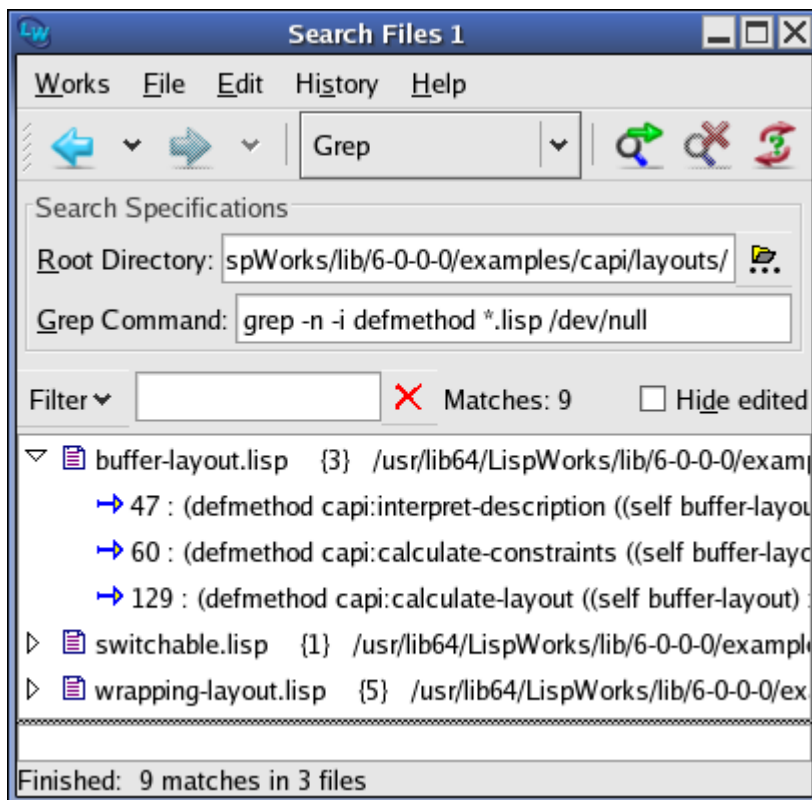 LW Search Files 1
Works File Edit History Help
Grep
Search Specifications
Root Directory: spWorks/lib/6-0-0-0/examples/capi/layouts/
Grep Command: grep -n -i defmethod *.lisp /dev/null
Filter Matches: 9 Hide edited
buffer-layout.lisp {3} /usr/lib64/LispWorks/lib/6-0-0-0/examp
47 : (defmethod capi:interpret-description ((self buffer-layou
60 : (defmethod capi:calculate-constraints ((self buffer-layo
129 : (defmethod capi:calculate-layout ((self buffer-layout)
switchable.lisp {1} /usr/lib64/LispWorks/lib/6-0-0-0/example
wrapping-layout.lisp {5} /usr/lib64/LispWorks/lib/6-0-0-0/ex
Finished: 9 matches in 3 files